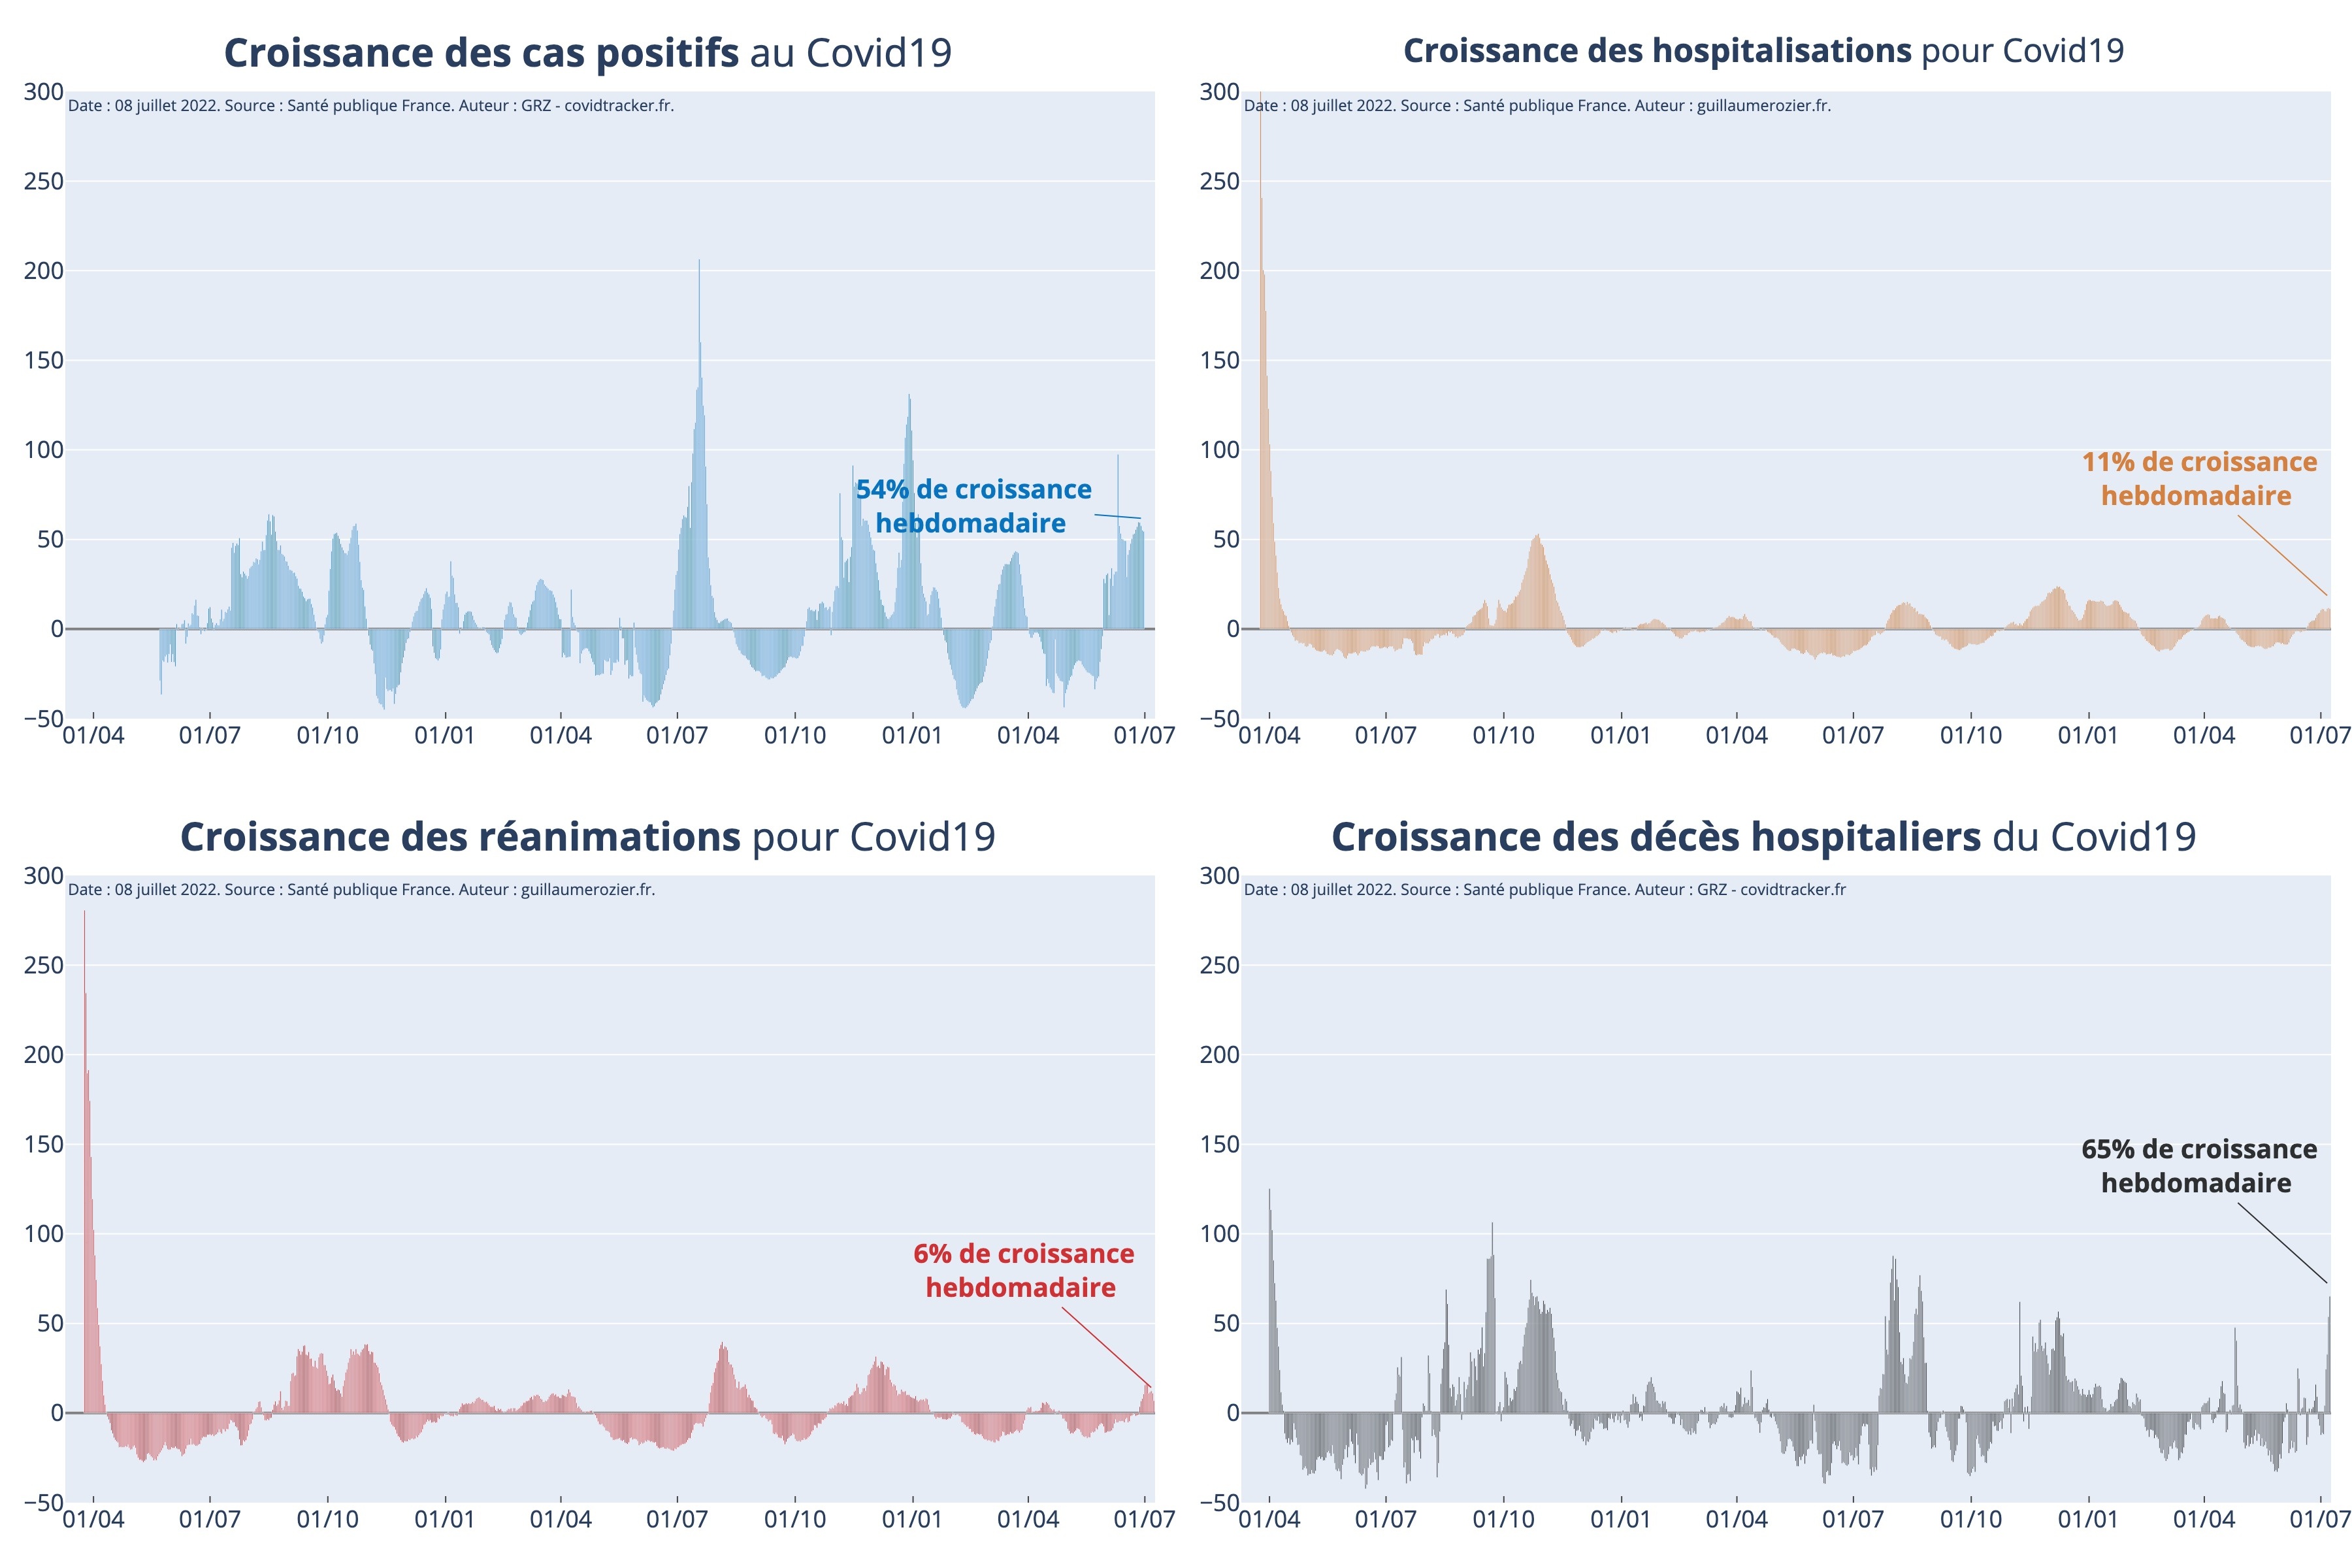 Croissance des cas positifs au Covid19
Date : 08 juillet 2022. Source : Santé publique France. Auteur : GRZ - covidtracker.fr.
300
250
200
150
100
50
0
−50
54% de croissance
hebdomadaire
01/04 01/07 01/10 01/01 01/04 01/07 01/10 01/01 01/04 01/07
Croissance des hospitalisations pour Covid19
Date : 08 juillet 2022. Source : Santé publique France. Auteur : guillaumerozier.fr.
300
250
200
150
100
50
0
−50
11% de croissance
hebdomadaire
01/04 01/07 01/10 01/01 01/04 01/07 01/10 01/01 01/04 01/07
Croissance des réanimations pour Covid19
Date : 08 juillet 2022. Source : Santé publique France. Auteur : guillaumerozier.fr.
300
250
200
150
100
50
0
−50
6% de croissance
hebdomadaire
01/04 01/07 01/10 01/01 01/04 01/07 01/10 01/01 01/04 01/07
Croissance des décès hospitaliers du Covid19
Date : 08 juillet 2022. Source : Santé publique France. Auteur : GRZ - covidtracker.fr
300
250
200
150
100
50
0
−50
65% de croissance
hebdomadaire
01/04 01/07 01/10 01/01 01/04 01/07 01/10 01/01 01/04 01/07